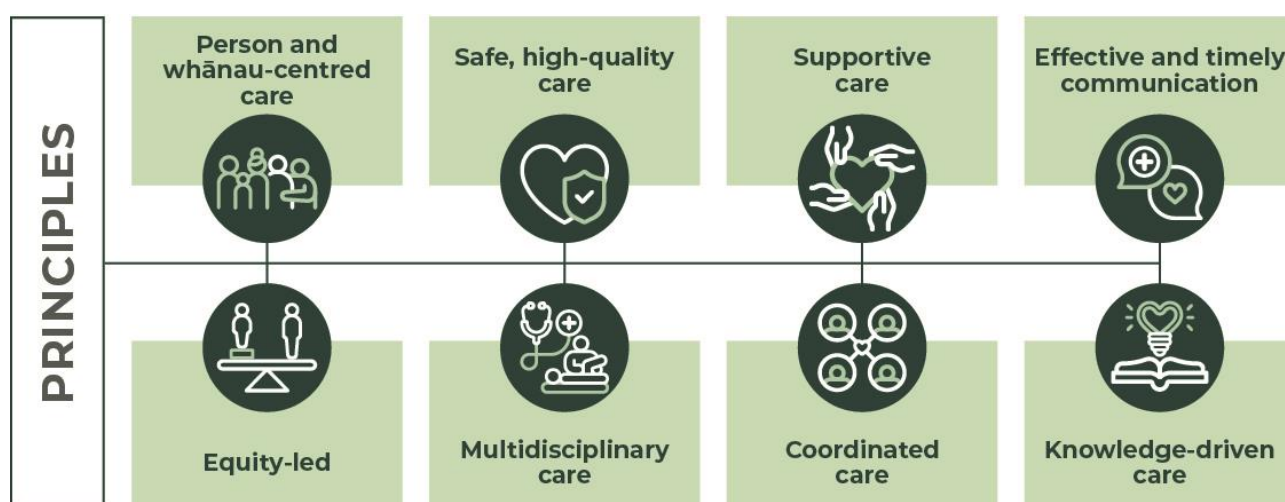 PRINCIPLES
Person and
whānau-centred
care
Safe, high-quality
care
Supportive
care
Effective and timely
communication
Equity-led
Multidisciplinary
care
Coordinated
care
Knowledge-driven
care